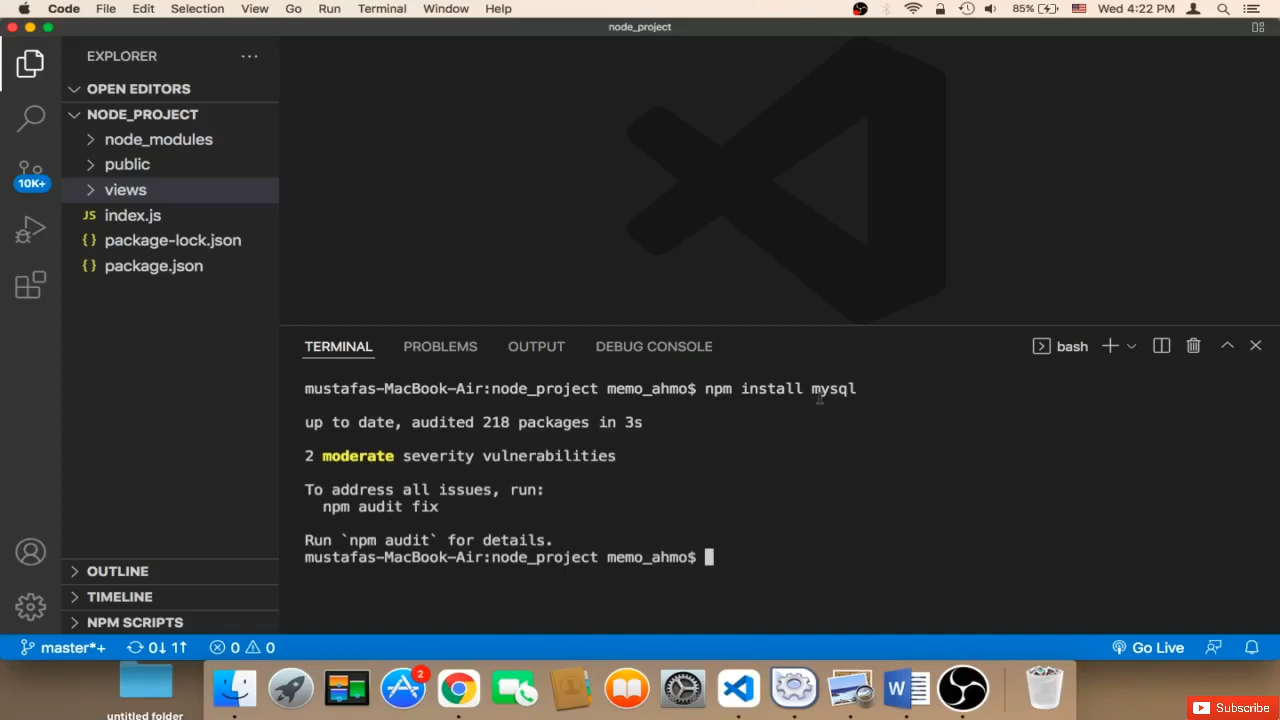 Code File Edit Selection View Go Run Terminal Window Help 85% Wed 4:22 PM
node_project
EXPLORER
OPEN EDITORS
NODE_PROJECT
node_modules
public
10K+
views
JS index.js
{} package-lock.json
{} package.json
TERMINAL PROBLEMS OUTPUT DEBUG CONSOLE bash
mustafas-MacBook-Air:node_project memo_ahmo$ npm install mysql
up to date, audited 218 packages in 3s
2 moderate severity vulnerabilities
To address all issues, run:
npm audit fix
Run `npm audit` for details.
mustafas-MacBook-Air:node_project memo_ahmo$
OUTLINE
TIMELINE
NPM SCRIPTS
master*+ 0↓ 1↑ 0 0 Go Live
2
W
untitled folder
Subscribe